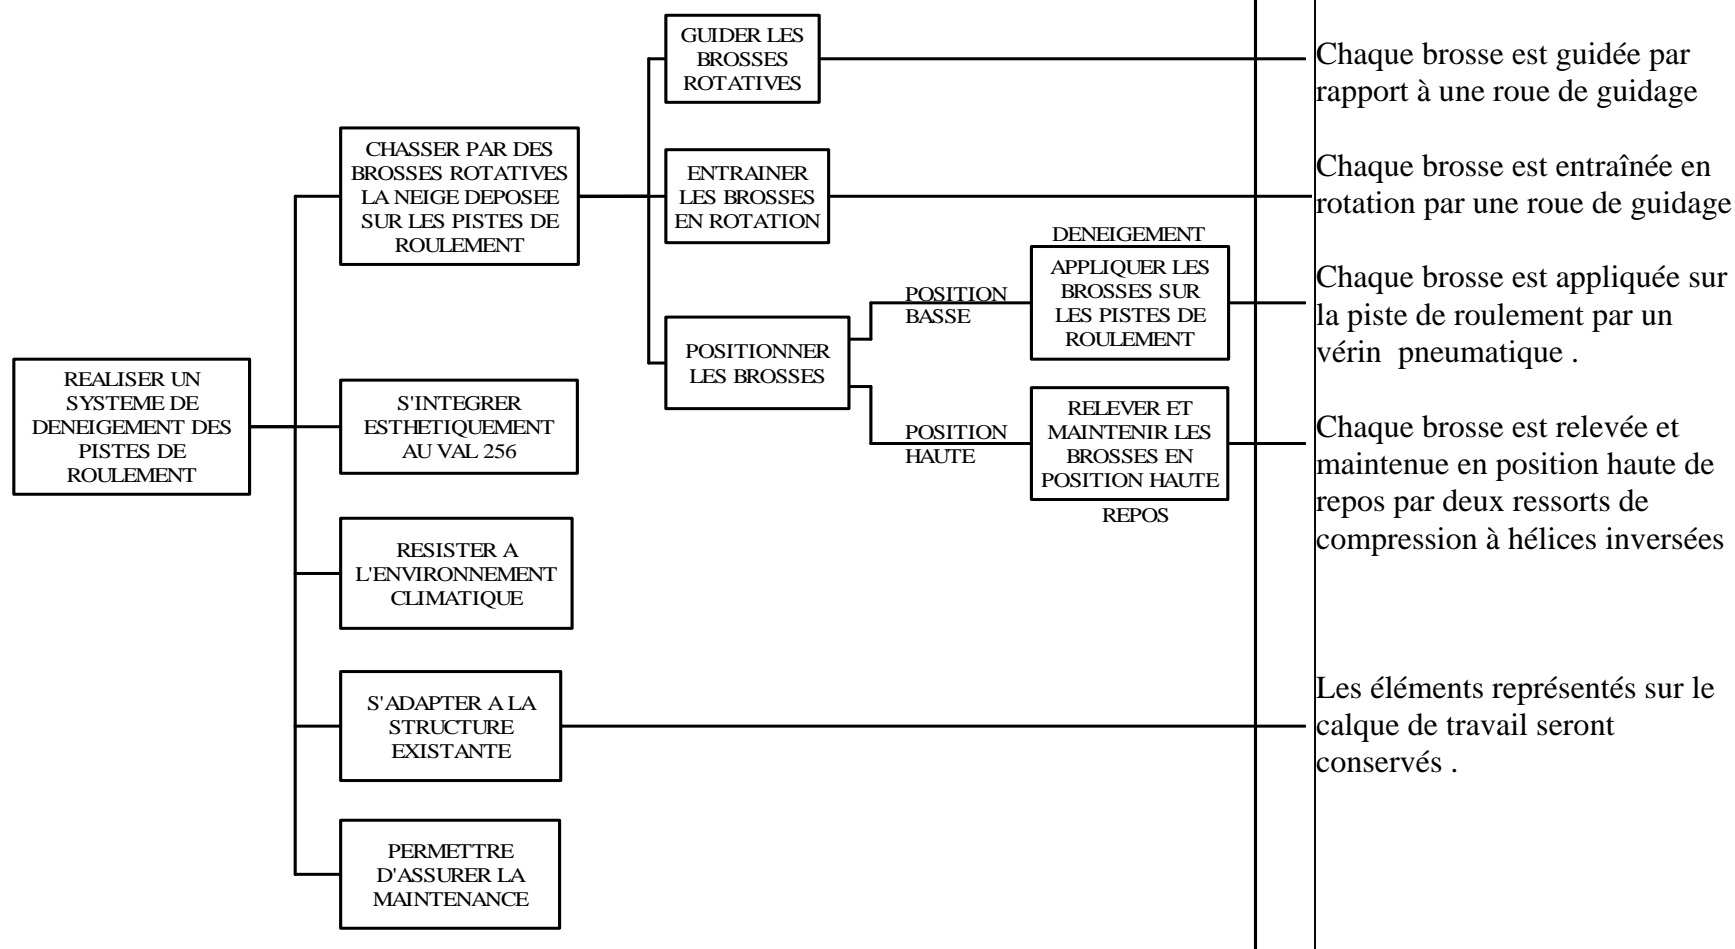 REALISER UN
SYSTEME DE
DENEIGEMENT DES
PISTES DE
ROULEMENT
CHASSER PAR DES
BROSSES ROTATIVES
LA NEIGE DEPOSEE
SUR LES PISTES DE
ROULEMENT
S'INTEGRER
ESTHETIQUEMENT
AU VAL 256
RESISTER A
L'ENVIRONNEMENT
CLIMATIQUE
S'ADAPTER A LA
STRUCTURE
EXISTANTE
PERMETTRE
D'ASSURER LA
MAINTENANCE
GUIDER LES
BROSSES
ROTATIVES
ENTRAINER
LES BROSSES
EN ROTATION
POSITIONNER
LES BROSSES
POSITION
BASSE
POSITION
HAUTE
DENEIGEMENT
APPLIQUER LES
BROSSES SUR
LES PISTES DE
ROULEMENT
RELEVER ET
MAINTENIR LES
BROSSES EN
POSITION HAUTE
REPOS
Chaque brosse est guidée par
rapport à une roue de guidage
Chaque brosse est entraînée en
rotation par une roue de guidage
Chaque brosse est appliquée sur
la piste de roulement par un
vérin  pneumatique .
Chaque brosse est relevée et
maintenue en position haute de
repos par deux ressorts de
compression à hélices inversées
Les éléments représentés sur le
calque de travail seront
conservés .